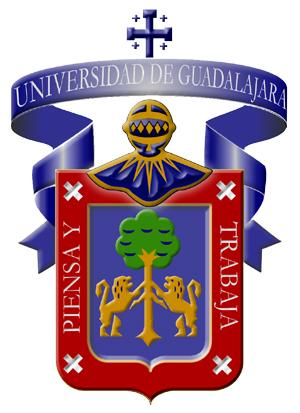 UNIVERSIDAD DE GUADALAJARA
PIENSA Y
TRABAJA